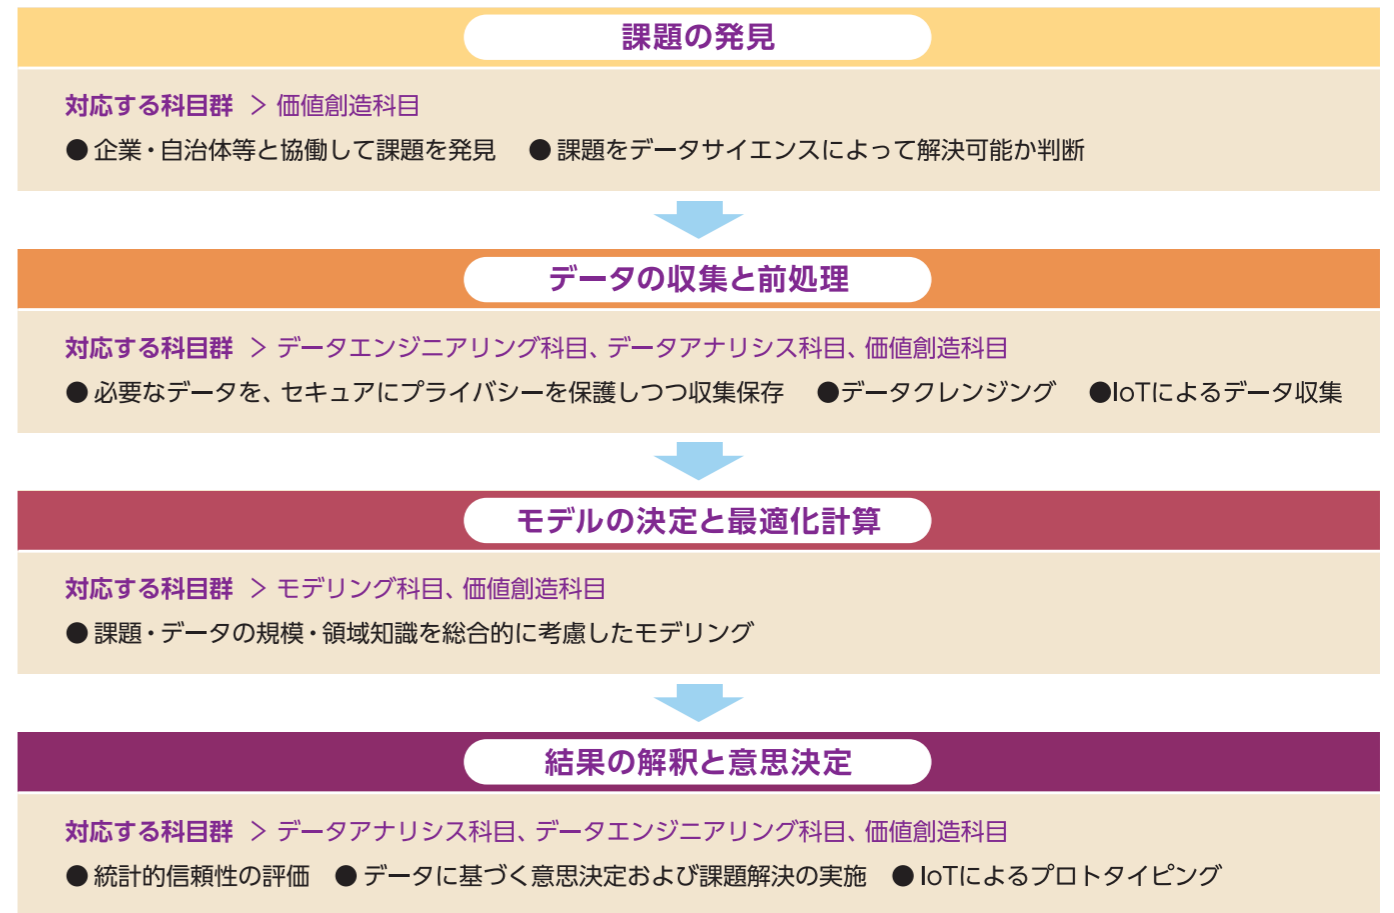 課題の発見
対応する科目群 > 価値創造科目
● 企業・自治体等と協働して課題を発見 ● 課題をデータサイエンスによって解決可能か判断
データの収集と前処理
対応する科目群 > データエンジニアリング科目、データアナリシス科目、価値創造科目
● 必要なデータを、セキュアにプライバシーを保護しつつ収集保存 ●データクレンジング ●IoTによるデータ収集
モデルの決定と最適化計算
対応する科目群 > モデリング科目、価値創造科目
● 課題・データの規模・領域知識を総合的に考慮したモデリング
結果の解釈と意思決定
対応する科目群 > データアナリシス科目、データエンジニアリング科目、価値創造科目
● 統計的信頼性の評価 ● データに基づく意思決定および課題解決の実施 ● IoTによるプロトタイピング